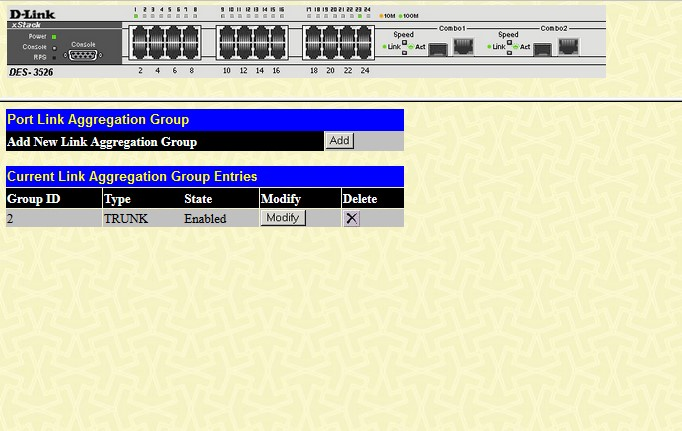 D-Link
xStack
Power
Console
RPS
Console
DES-3526
1 2 3 4 5 6 7 8 9 10 11 12 13 14 15 16 17 18 19 20 21 22 23 24
10M 100M
2 4 6 8 10 12 14 16 18 20 22 24
Combo1
Speed
Link Act
Combo2
Speed
Link Act
Port Link Aggregation Group
Add New Link Aggregation Group Add
Current Link Aggregation Group Entries
Group ID Type State Modify Delete
2 TRUNK Enabled Modify X